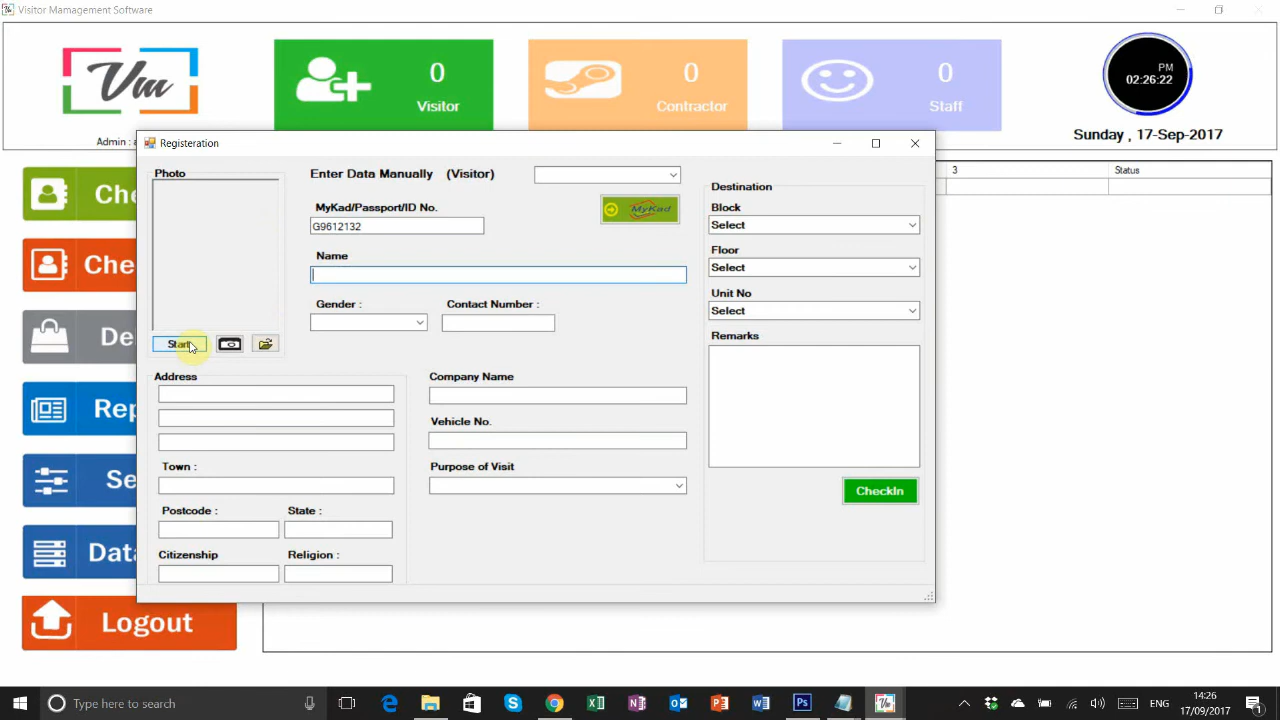 Visitor Mamagement Software
Vm
Admin : a
0
Visitor
0
Contractor
0
Staff
PM
02:26:22
Sunday , 17-Sep-2017
Registeration
3
Status
Che
Che
De
Rep
Se
Data
Logout
Photo
Start
Enter Data Manually (Visitor)
MyKad/Passport/ID No.
MyKad
G9612132
Name
Gender :
Contact Number :
Address
Town :
Postcode :
State :
Citizenship
Religion :
Company Name
Vehicle No.
Purpose of Visit
Destination
Block
Select
Floor
Select
Unit No
Select
Remarks
CheckIn
Type here to search
ENG
14:26
17/09/2017